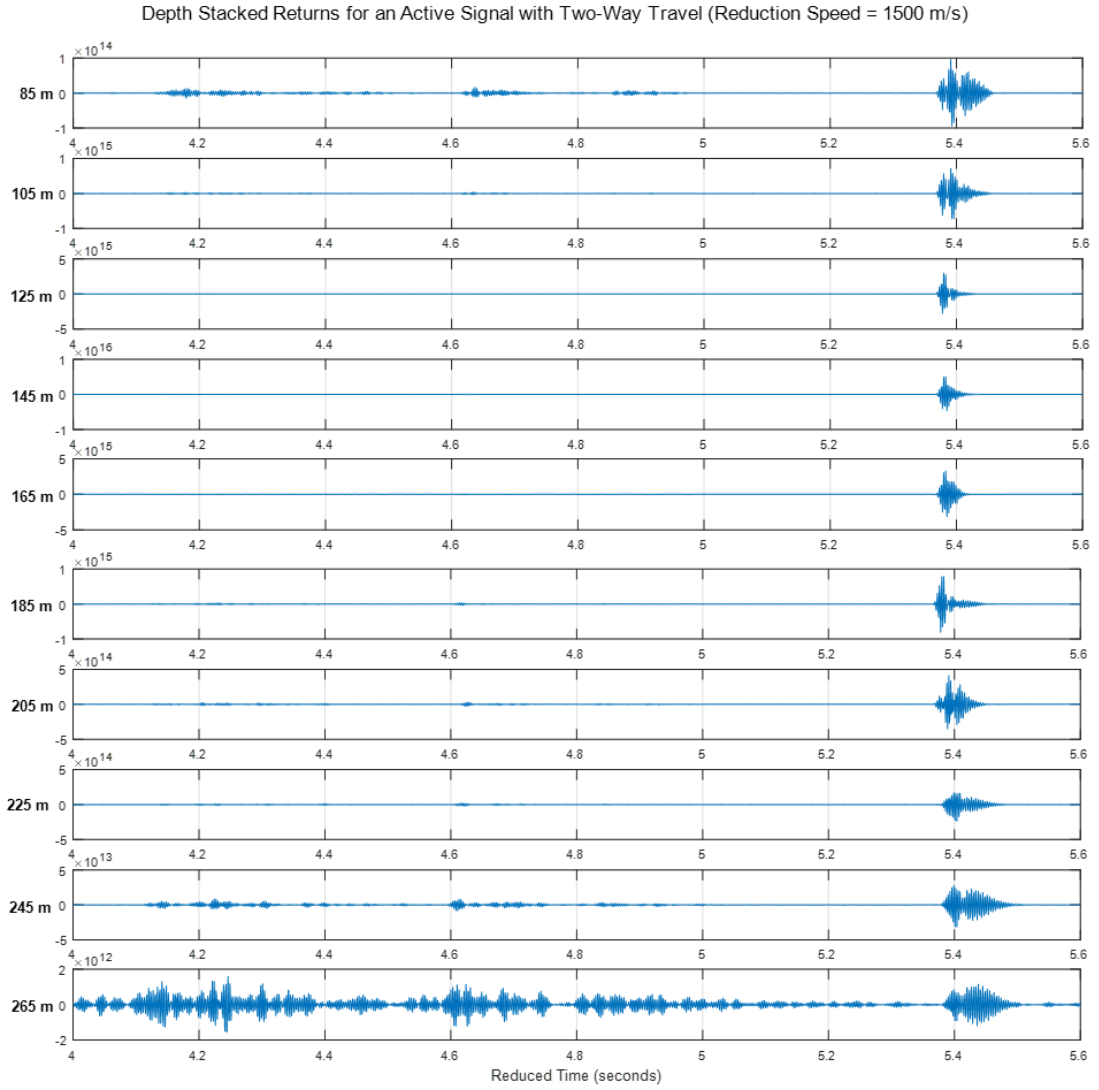 Depth Stacked Returns for an Active Signal with Two-Way Travel (Reduction Speed = 1500 m/s)
×10^14
1
85 m 0
-1
4 4.2 4.4 4.6 4.8 5 5.2 5.4 5.6
×10^15
1
105 m 0
-1
4 4.2 4.4 4.6 4.8 5 5.2 5.4 5.6
×10^15
5
125 m 0
-5
4 4.2 4.4 4.6 4.8 5 5.2 5.4 5.6
×10^16
1
145 m 0
-1
4 4.2 4.4 4.6 4.8 5 5.2 5.4 5.6
×10^15
5
165 m 0
-5
4 4.2 4.4 4.6 4.8 5 5.2 5.4 5.6
×10^15
1
185 m 0
-1
4 4.2 4.4 4.6 4.8 5 5.2 5.4 5.6
×10^14
5
205 m 0
-5
4 4.2 4.4 4.6 4.8 5 5.2 5.4 5.6
×10^14
5
225 m 0
-5
4 4.2 4.4 4.6 4.8 5 5.2 5.4 5.6
×10^13
5
245 m 0
-5
4 4.2 4.4 4.6 4.8 5 5.2 5.4 5.6
×10^12
2
265 m 0
-2
4 4.2 4.4 4.6 4.8 5 5.2 5.4 5.6
Reduced Time (seconds)